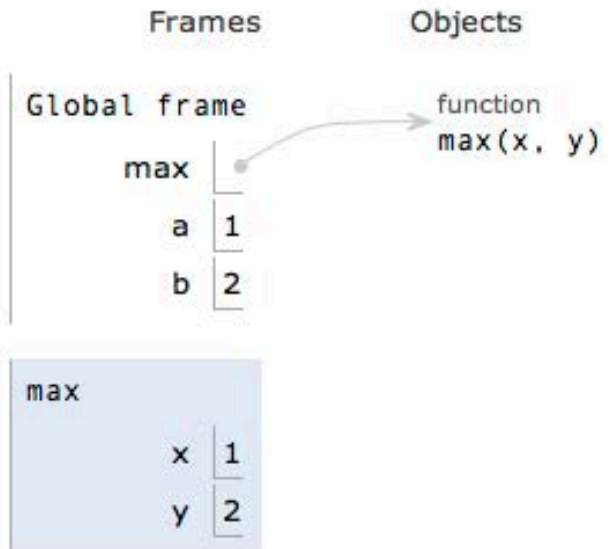 Frames Objects
Global frame
function
max(x, y)
max
a 1
b 2
max
x 1
y 2